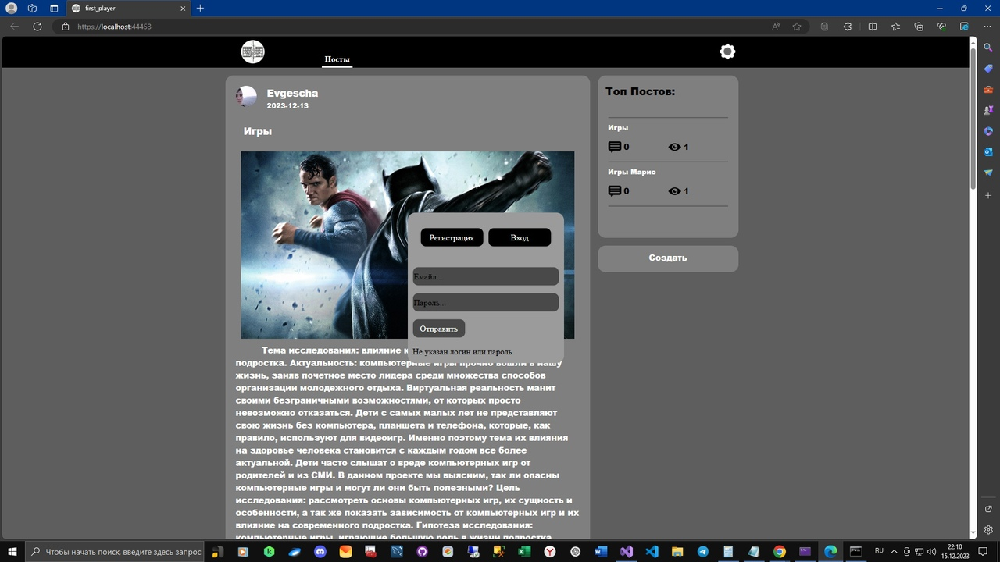 first_player
https://localhost:44453
Посты
Evgescha
2023-12-13
Игры
Регистрация
Вход
Емайл...
Пароль...
Отправить
Не указан логин или пароль
Тема исследования: влияние к
подростка. Актуальность: компьютерные игры прочно вошли в нашу
жизнь, заняв почетное место лидера среди множества способов
организации молодежного отдыха. Виртуальная реальность манит
своими безграничными возможностями, от которых просто
невозможно отказаться. Дети с самых малых лет не представляют
свою жизнь без компьютера, планшета и телефона, которые, как
правило, используют для видеоигр. Именно поэтому тема их влияния
на здоровье человека становится с каждым годом все более
актуальной. Дети часто слышат о вреде компьютерных игр от
родителей и из СМИ. В данном проекте мы выясним, так ли опасны
компьютерные игры и могут ли они быть полезными? Цель
исследования: рассмотреть основы компьютерных игр, их сущность и
особенности, а так же показать зависимость от компьютерных игр и их
влияние на современного подростка. Гипотеза исследования:
компьютерные игры, играющие большую роль в жизни подростка
Топ Постов:
Игры
0 1
Игры Марио
0 1
Создать
Чтобы начать поиск, введите здесь запрос
RU
22:10
15.12.2023